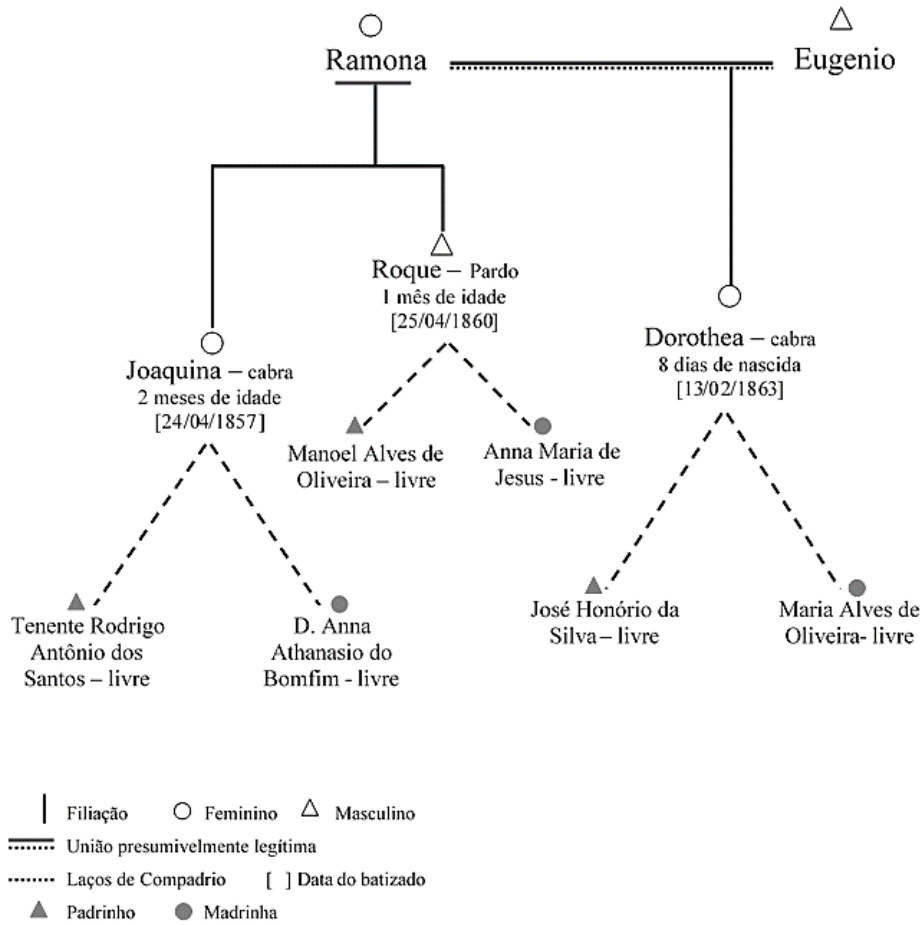 Ramona
Eugenio
Roque – Pardo
1 mês de idade
[25/04/1860]
Joaquina – cabra
2 meses de idade
[24/04/1857]
Dorothea – cabra
8 dias de nascida
[13/02/1863]
Manoel Alves de
Oliveira – livre
Anna Maria de
Jesus - livre
Tenente Rodrigo
Antônio dos
Santos – livre
D. Anna
Athanasio do
Bomfim - livre
José Honório da
Silva – livre
Maria Alves de
Oliveira- livre
Filiação
Feminino
Masculino
União presumivelmente legítima
Laços de Compadrio
[ ] Data do batizado
Padrinho
Madrinha